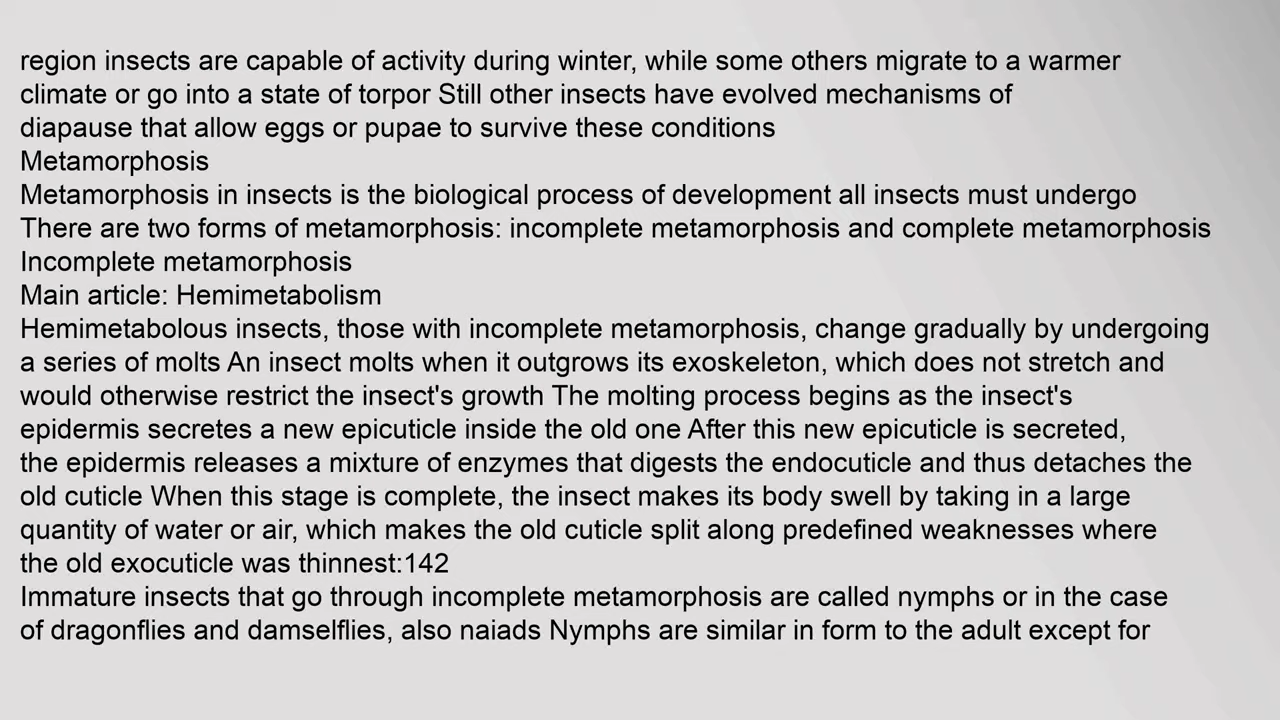 region insects are capable of activity during winter, while some others migrate to a warmer
climate or go into a state of torpor Still other insects have evolved mechanisms of
diapause that allow eggs or pupae to survive these conditions
Metamorphosis
Metamorphosis in insects is the biological process of development all insects must undergo
There are two forms of metamorphosis: incomplete metamorphosis and complete metamorphosis
Incomplete metamorphosis
Main article: Hemimetabolism
Hemimetabolous insects, those with incomplete metamorphosis, change gradually by undergoing
a series of molts An insect molts when it outgrows its exoskeleton, which does not stretch and
would otherwise restrict the insect's growth The molting process begins as the insect's
epidermis secretes a new epicuticle inside the old one After this new epicuticle is secreted,
the epidermis releases a mixture of enzymes that digests the endocuticle and thus detaches the
old cuticle When this stage is complete, the insect makes its body swell by taking in a large
quantity of water or air, which makes the old cuticle split along predefined weaknesses where
the old exocuticle was thinnest:142
Immature insects that go through incomplete metamorphosis are called nymphs or in the case
of dragonflies and damselflies, also naiads Nymphs are similar in form to the adult except for